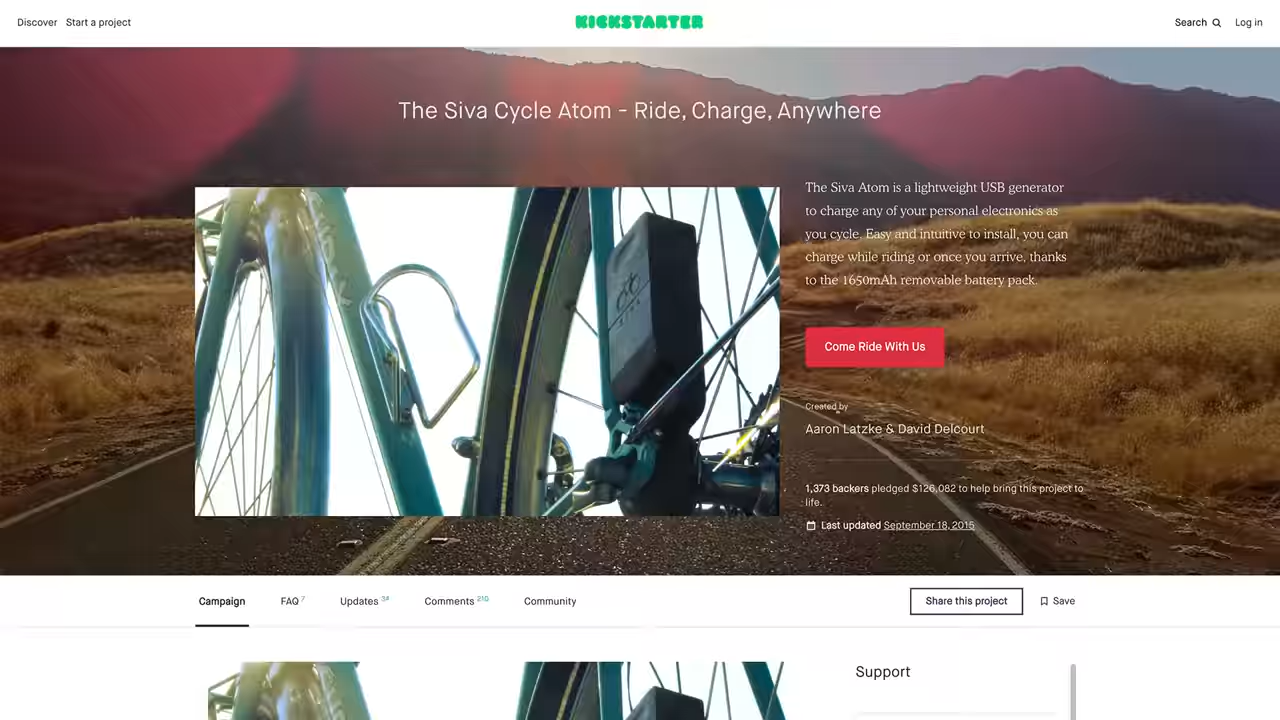 Discover Start a project KICKSTARTER Search Log in
The Siva Cycle Atom - Ride, Charge, Anywhere
The Siva Atom is a lightweight USB generator
to charge any of your personal electronics as
you cycle. Easy and intuitive to install, you can
charge while riding or once you arrive, thanks
to the 1650mAh removable battery pack.
SIVA
Come Ride With Us
Created by
Aaron Latzke & David Delcourt
1,373 backers pledged $126,082 to help bring this project to
life.
Last updated September 18, 2015
Campaign FAQ 7 Updates Comments 210 Community Share this project Save
Support